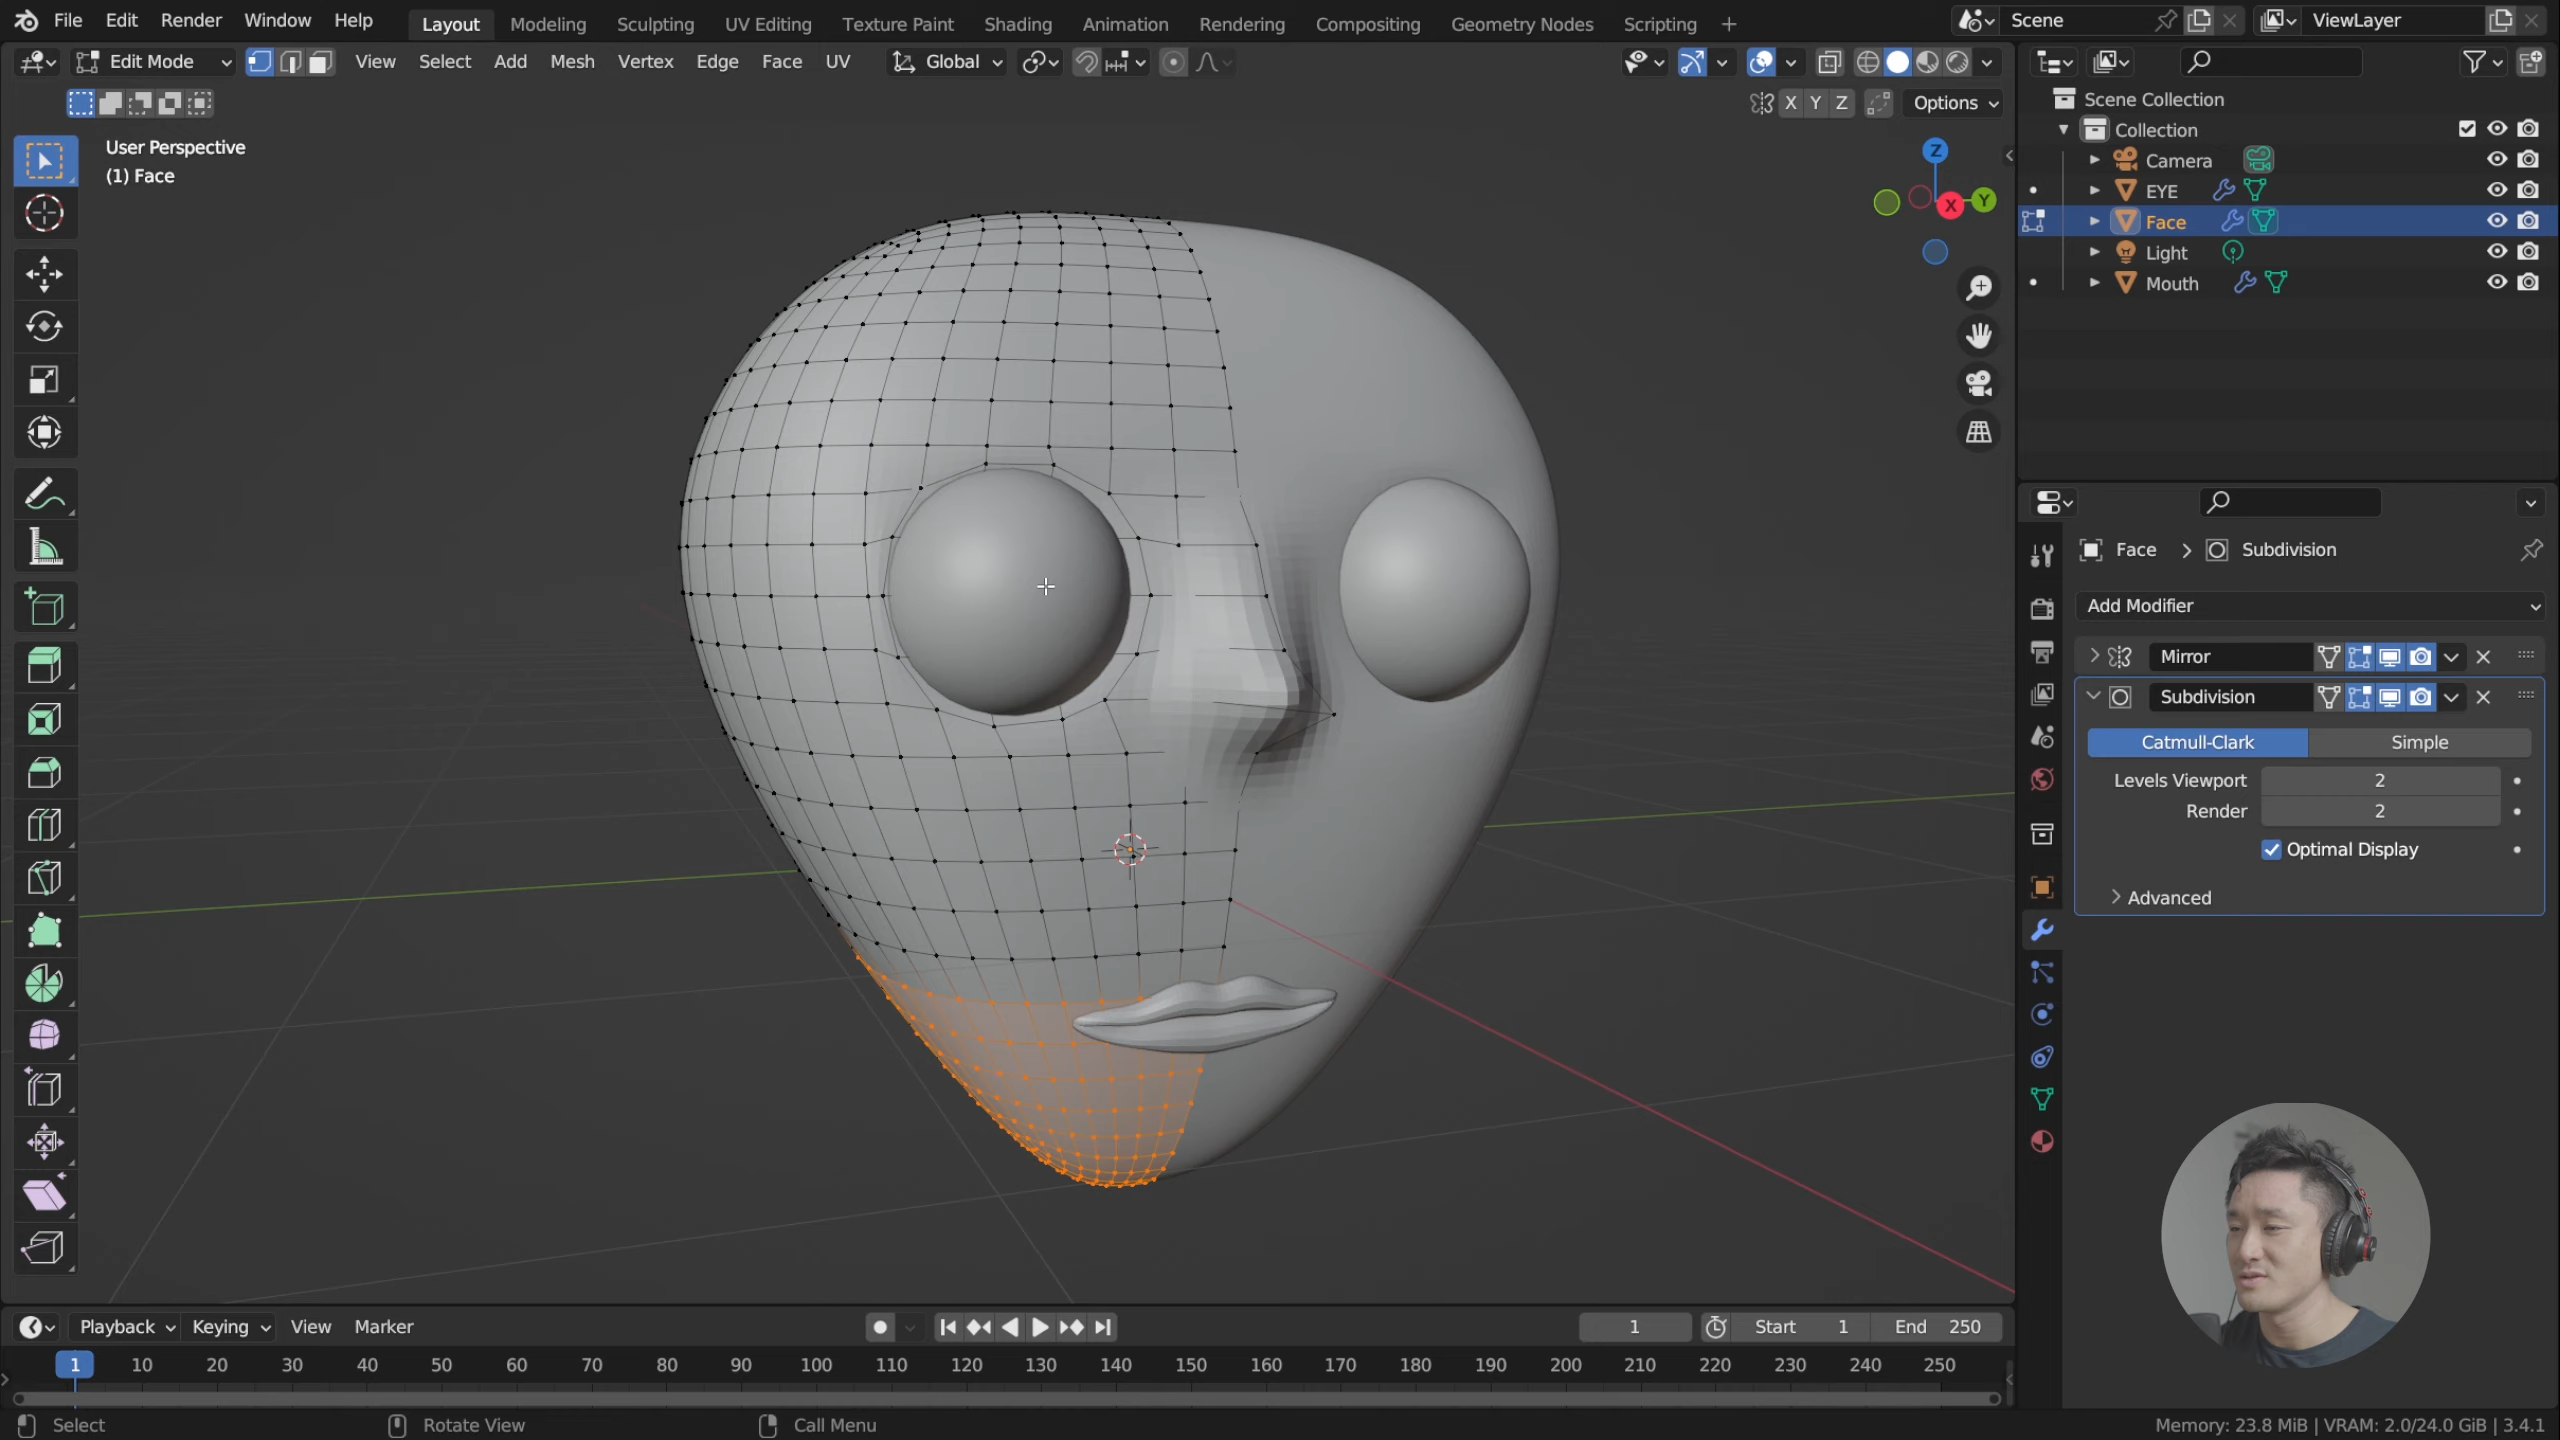 File Edit Render Window Help Layout Modeling Sculpting UV Editing Texture Paint Shading Animation Rendering Compositing Geometry Nodes Scripting + Scene ViewLayer
Edit Mode View Select Add Mesh Vertex Edge Face UV Global
X Y Z Options
User Perspective
(1) Face
Z
X
Y
Scene Collection
Collection
Camera
EYE
Face
Light
Mouth
Face > Subdivision
Add Modifier
Mirror
Subdivision
Catmull-Clark Simple
Levels Viewport 2
Render 2
Optimal Display
Advanced
Playback Keying View Marker 1 Start 1 End 250
1 10 20 30 40 50 60 70 80 90 100 110 120 130 140 150 160 170 180 190 200 210 220 230 240 250
Select Rotate View Call Menu Memory: 23.8 MiB | VRAM: 2.0/24.0 GiB | 3.4.1